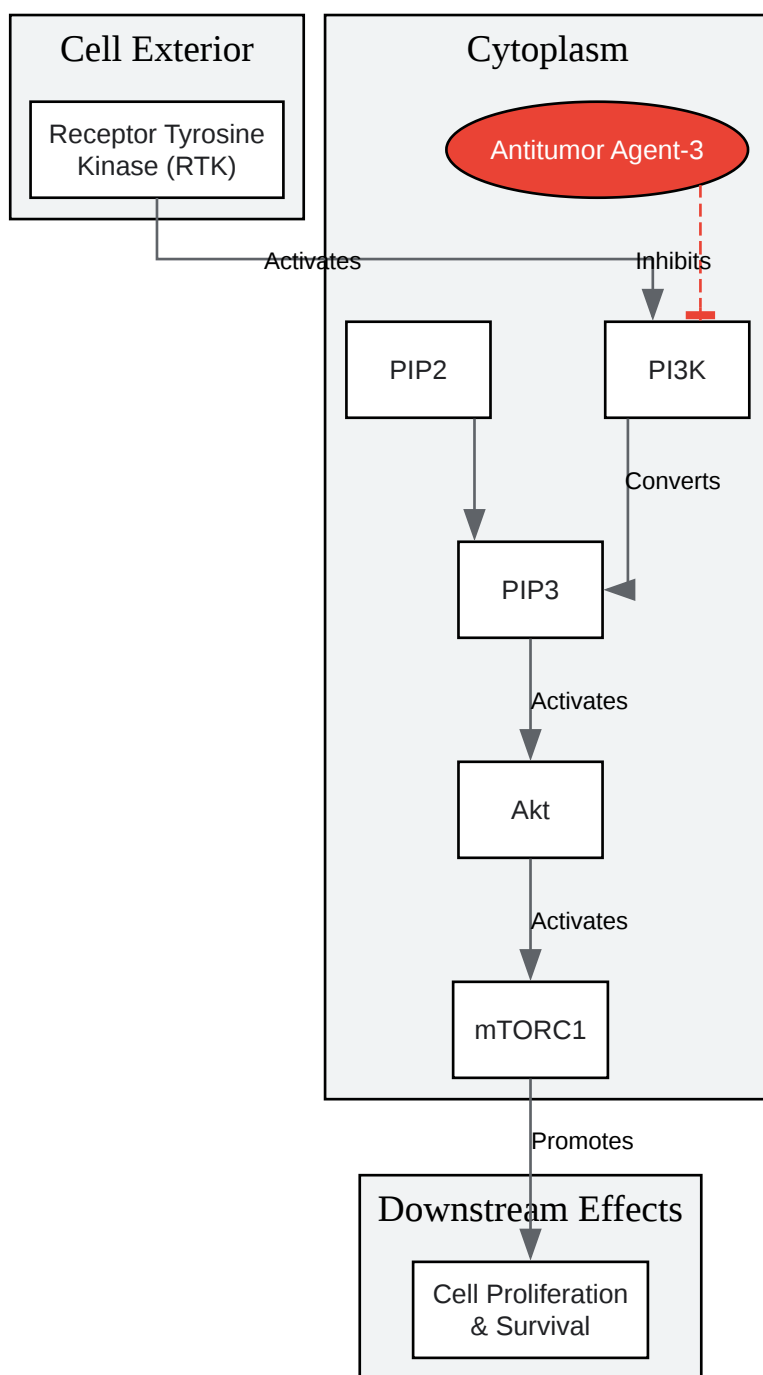 Cell Exterior
Cytoplasm
Receptor Tyrosine
Kinase (RTK)
Antitumor Agent-3
Activates
Inhibits
PIP2
PI3K
Converts
PIP3
Activates
Akt
Activates
mTORC1
Promotes
Downstream Effects
Cell Proliferation
& Survival